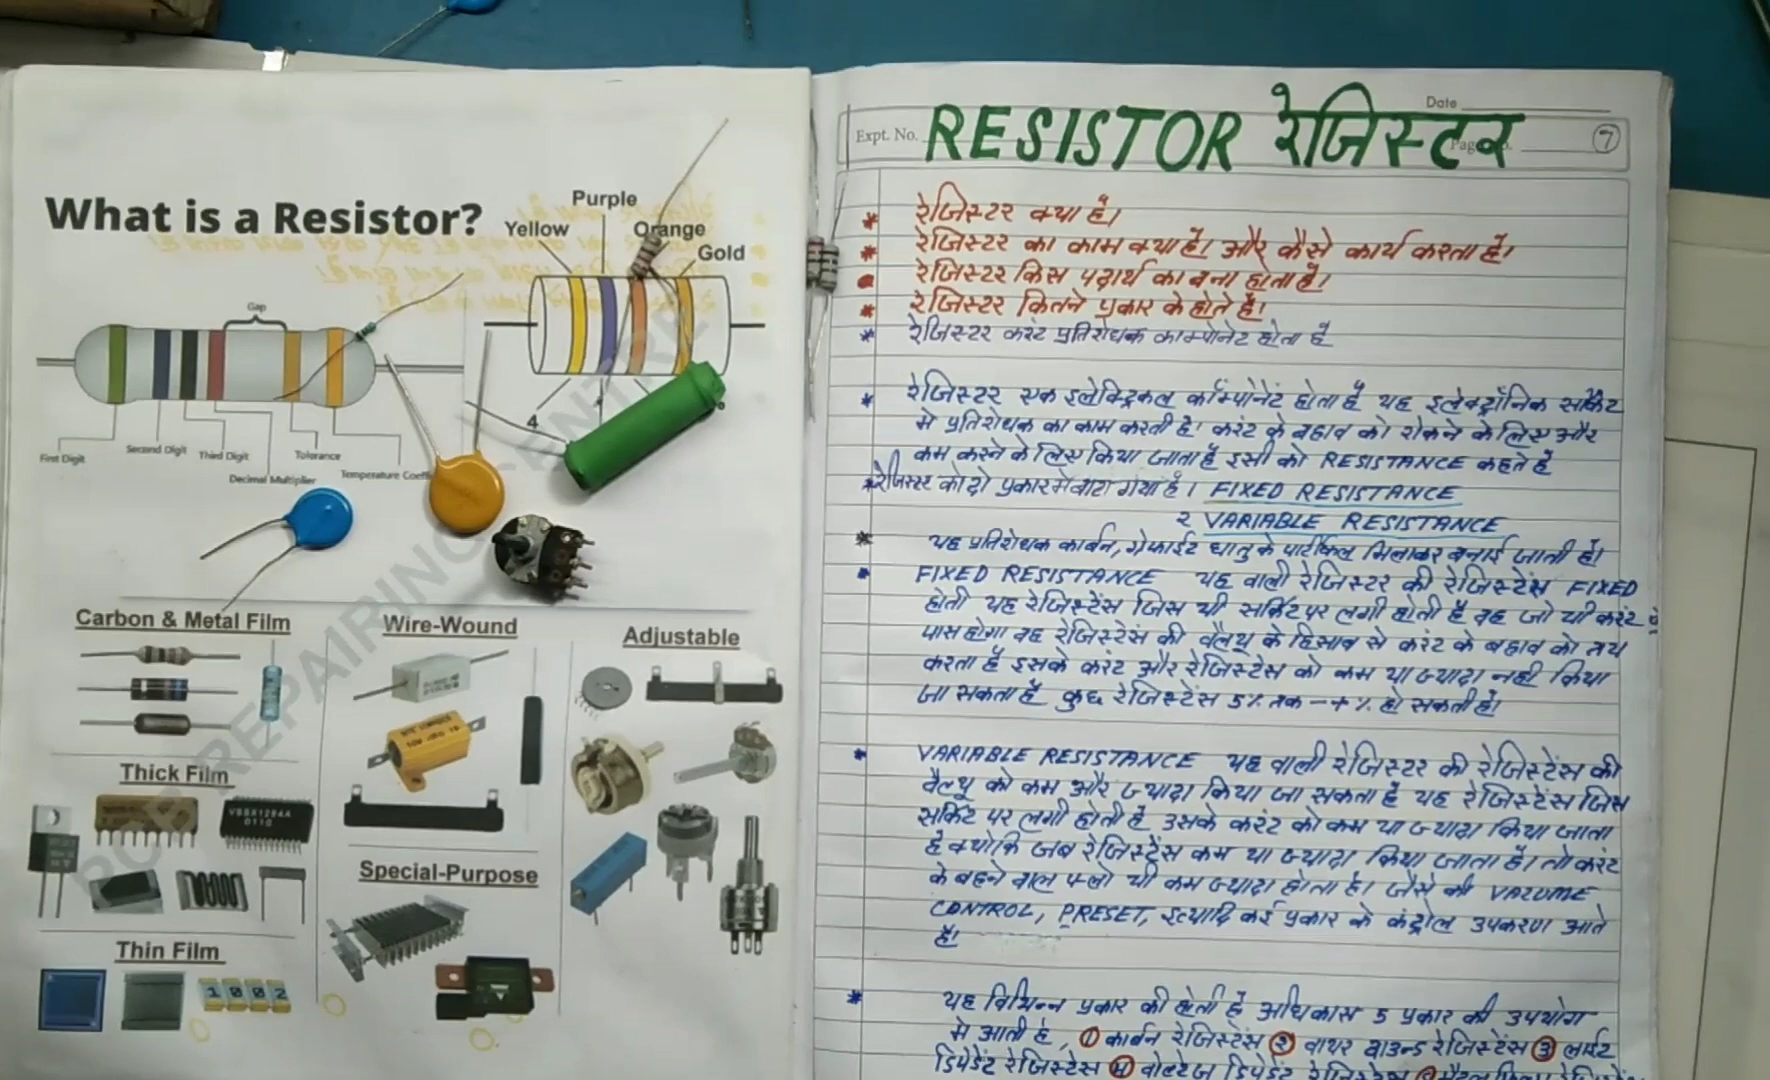 What is a Resistor?
Purple
Yellow
Orange
Gold
Gap
4
First Digit
Second Digit
Third Digit
Decimal Multiplier
Tolerance
Temperature
Carbon & Metal Film
Wire-Wound
Adjustable
Thick Film
VSSR1284A
0110
Special-Purpose
Thin Film
1002
REPAIRING CENTRE
Date
Expt. No.
RESISTOR रेजिस्टर
7
* रेजिस्टर क्या है।
* रेजिस्टर का काम क्या है। और कैसे कार्य करता है।
रेजिस्टर किस पदार्थ का बना होता है।
* रेजिस्टर कितने प्रकार के होते है।
* रेजिस्टर करंट प्रतिरोधक काम्पोनेट होता है
* रेजिस्टर एक इलेक्ट्रिकल कॉम्पोनेंट होता है यह इलेक्ट्रॉनिक सर्किट
मे प्रतिरोधक का काम करती है। करंट के बहाव को रोकने के लिए और
कम करने के लिए किया जाता है इसी को RESISTANCE कहते है
* रेजिस्टर को दो प्रकार मे बाटा गया है । FIXED RESISTANCE
२ VARIABLE RESISTANCE
* यह प्रतिरोधक कार्बन, ग्रेफाईट धातु के पार्टीकल मिलाकर बनाई जाती है।
* FIXED RESISTANCE यह वाली रेजिस्टर की रेजिस्टेंस FIXED
होती यह रेजिस्टेंस जिस भी सर्किट पर लगी होती है वह जो भी करंट
पास होगा वह रेजिस्टेंस की वैल्यू के हिसाब से करंट के बहाव को तय
करता है इसके करंट और रेजिस्टेंस को कम या ज्यादा नही किया
जा सकता है कुछ रेजिस्टेंस 5% तक -+% हो सकती है।
* VARIABLE RESISTANCE यह वाली रेजिस्टर की रेजिस्टेंस की
वैल्यू को कम और ज्यादा किया जा सकता है यह रेजिस्टेंस जिस
सर्किट पर लगी होती है उसके करंट को कम या ज्यादा किया जाता
है क्योकि जब रेजिस्टेंस कम या ज्यादा किया जाता है। तो करंट
के बहने वाल फ्लो भी कम ज्यादा होता है। जैसे की VALUME
CONTROL, PRESET, इत्यादि कई प्रकार के कंट्रोल उपकरण आते
है।
* यह विभिन्न प्रकार की होती है अधिकास 5 प्रकार की उपयोग
मे आती है, ① कार्बन रेजिस्टेंस ② वायर वाउन्ड रेजिस्टेंस ③ लाईट
डिपेडेंट रेजिस्टेंस ④ वोल्टेज डिपेडेंट